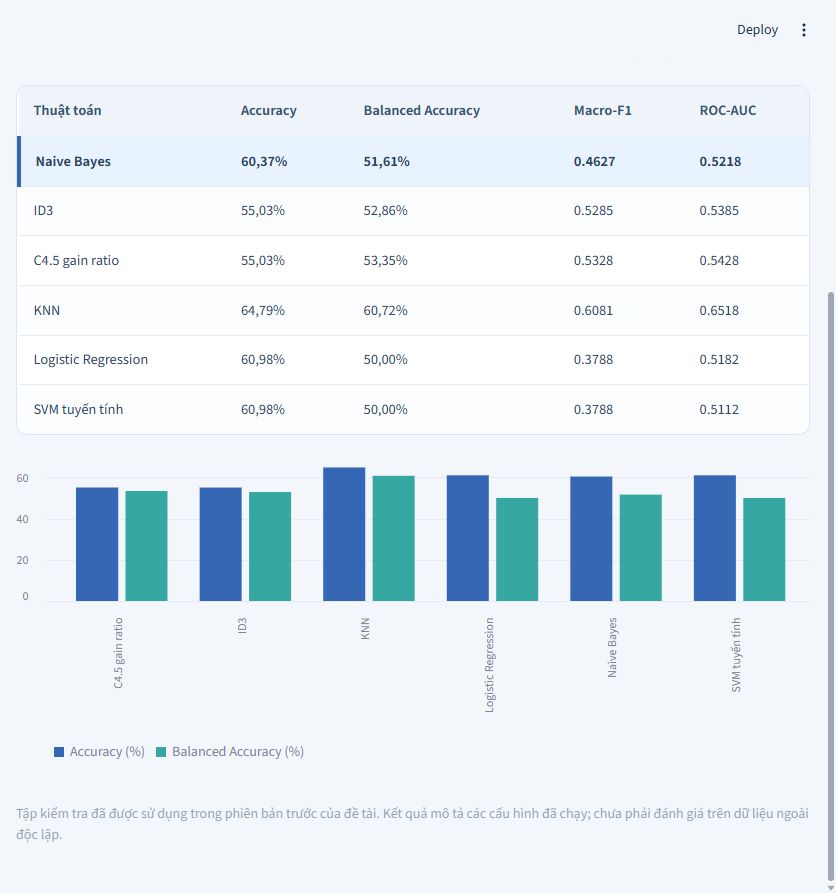 Deploy
Thuật toán Accuracy Balanced Accuracy Macro-F1 ROC-AUC
Naive Bayes 60,37% 51,61% 0.4627 0.5218
ID3 55,03% 52,86% 0.5285 0.5385
C4.5 gain ratio 55,03% 53,35% 0.5328 0.5428
KNN 64,79% 60,72% 0.6081 0.6518
Logistic Regression 60,98% 50,00% 0.3788 0.5182
SVM tuyến tính 60,98% 50,00% 0.3788 0.5112
60
40
20
0
C4.5 gain ratio
ID3
KNN
Logistic Regression
Naive Bayes
SVM tuyến tính
Accuracy (%) Balanced Accuracy (%)
Tập kiểm tra đã được sử dụng trong phiên bản trước của đề tài. Kết quả mô tả các cấu hình đã chạy; chưa phải đánh giá trên dữ liệu ngoài
độc lập.